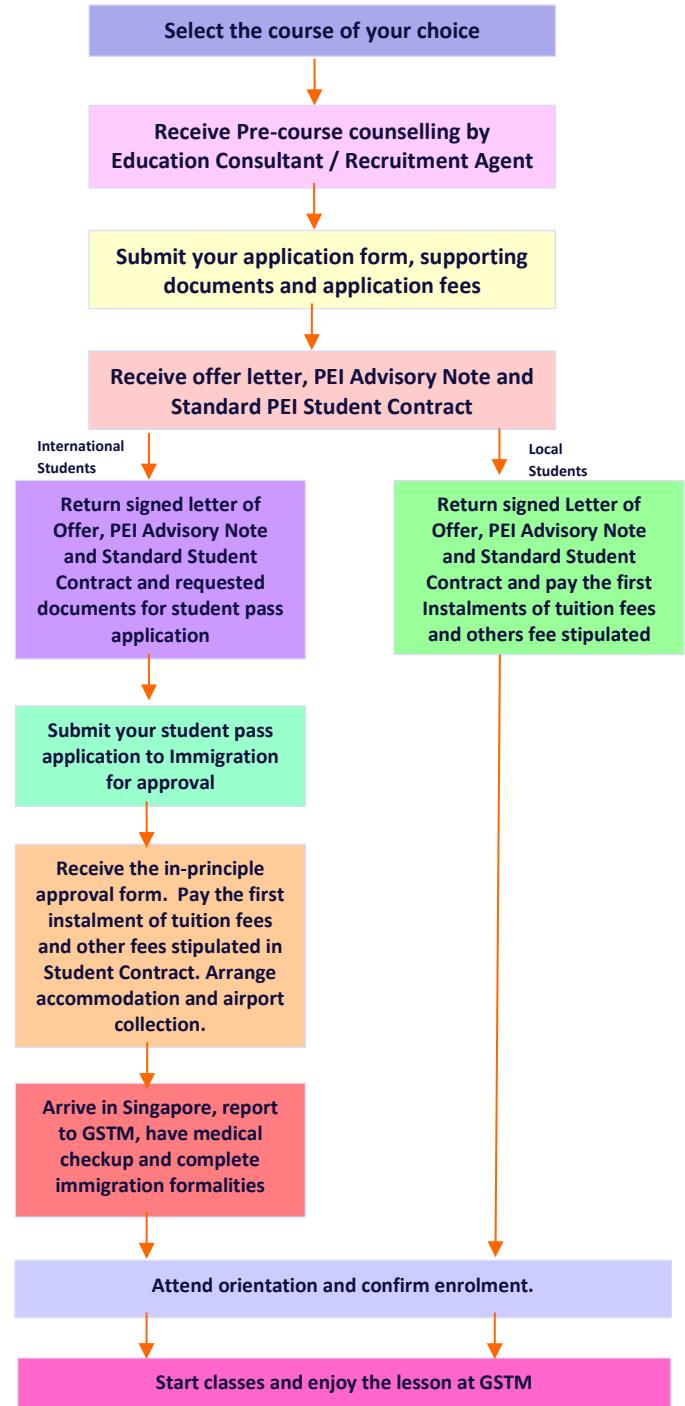 Select the course of your choice
Receive Pre-course counselling by
Education Consultant / Recruitment Agent
Submit your application form, supporting
documents and application fees
Receive offer letter, PEI Advisory Note and
Standard PEI Student Contract
International
Students
Return signed letter of
Offer, PEI Advisory Note
and Standard Student
Contract and requested
documents for student pass
application
Submit your student pass
application to Immigration
for approval
Receive the in-principle
approval form.  Pay the first
instalment of tuition fees
and other fees stipulated in
Student Contract. Arrange
accommodation and airport
collection.
Arrive in Singapore, report
to GSTM, have medical
checkup and complete
immigration formalities
Local
Students
Return signed Letter of
Offer, PEI Advisory Note
and Standard Student
Contract and pay the first
Instalments of tuition fees
and others fee stipulated
Attend orientation and confirm enrolment.
Start classes and enjoy the lesson at GSTM